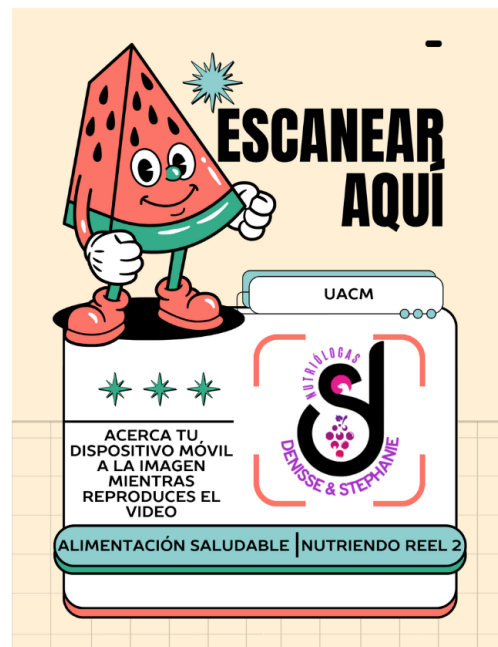 ESCANEAR
AQUÍ
UACM
NUTRIÓLOGAS
SD
DENISSE & STEPHANIE
ACERCA TU
DISPOSITIVO MÓVIL
A LA IMAGEN
MIENTRAS
REPRODUCES EL
VIDEO
ALIMENTACIÓN SALUDABLE | NUTRIENDO REEL 2